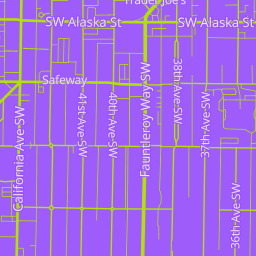 Trader Joe's
SW Alaska St
SW Alaska St
Safeway
38th Ave SW
Fauntleroy Way SW
41st Ave SW
40th Ave SW
37th Ave SW
California Ave SW
36th Ave SW